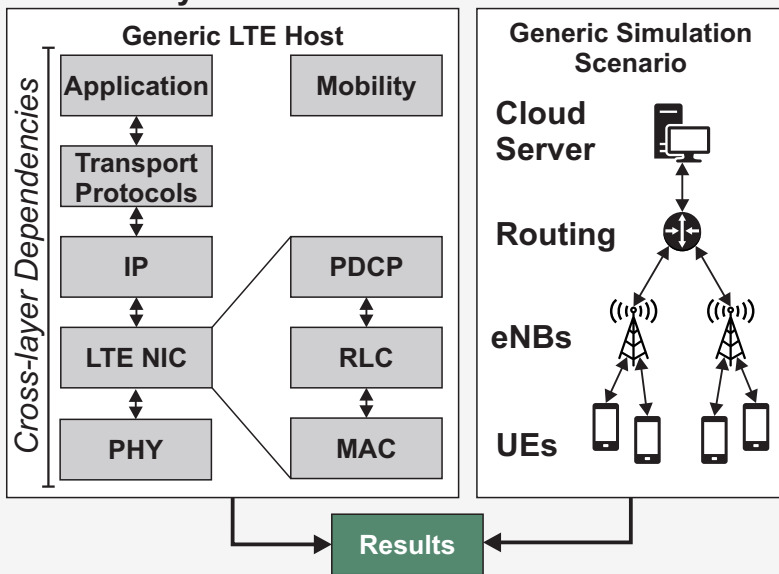 Generic LTE Host
Cross-layer Dependencies
Application
Mobility
Transport
Protocols
IP
PDCP
LTE NIC
RLC
PHY
MAC
Generic Simulation
Scenario
Cloud
Server
Routing
eNBs
UEs
Results